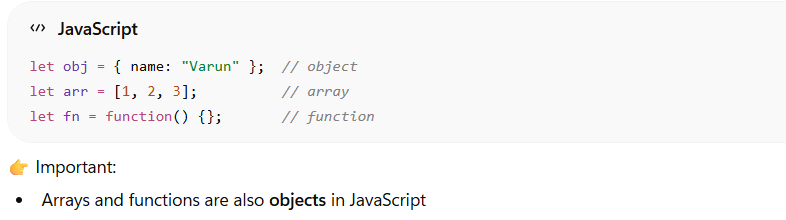 </> JavaScript
let obj = { name: "Varun" };  // object
let arr = [1, 2, 3];          // array
let fn = function() {};       // function
👉 Important:
• Arrays and functions are also objects in JavaScript